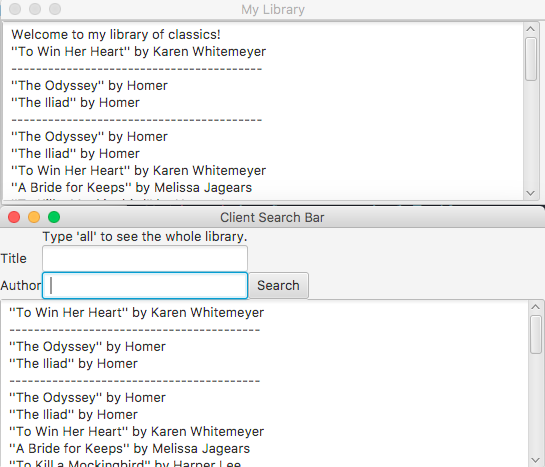 My Library
Welcome to my library of classics!
"To Win Her Heart" by Karen Whitemeyer
-----------------------------------------
"The Odyssey" by Homer
"The Iliad" by Homer
-----------------------------------------
"The Odyssey" by Homer
"The Iliad" by Homer
"To Win Her Heart" by Karen Whitemeyer
"A Bride for Keeps" by Melissa Jagears
Client Search Bar
Type 'all' to see the whole library.
Title
Author
Search
"To Win Her Heart" by Karen Whitemeyer
-----------------------------------------
"The Odyssey" by Homer
"The Iliad" by Homer
-----------------------------------------
"The Odyssey" by Homer
"The Iliad" by Homer
"To Win Her Heart" by Karen Whitemeyer
"A Bride for Keeps" by Melissa Jagears
"To Kill a Mockingbird" by Harper Lee